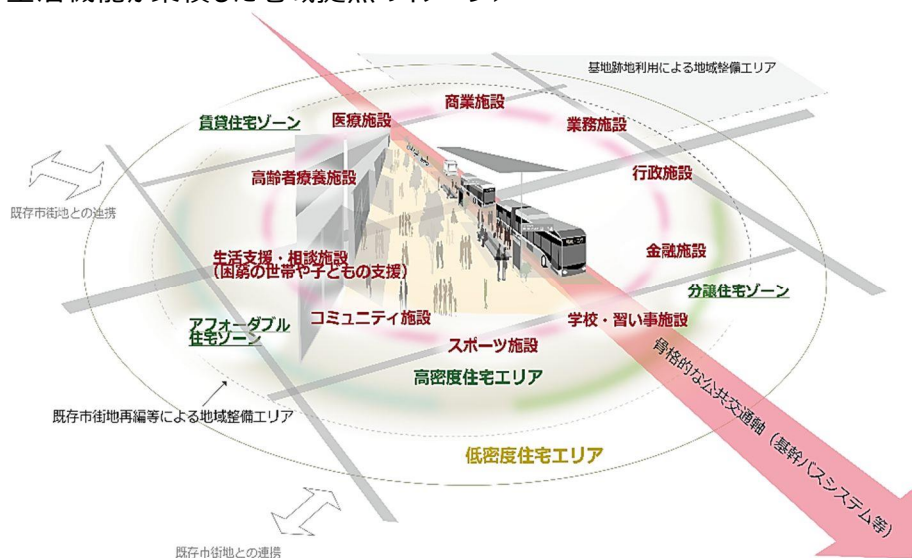 生活機能が集積した地域拠点のイメージ
基地跡地利用による地域整備エリア
商業施設
医療施設
業務施設
賃貸住宅ゾーン
行政施設
高齢者療養施設
既存市街地との連携
生活支援・相談施設
（困窮の世帯や子どもの支援）
金融施設
分譲住宅ゾーン
コミュニティ施設
学校・習い事施設
アフォーダブル
住宅ゾーン
スポーツ施設
高密度住宅エリア
骨格的な公共交通軸（基幹バスシステム等）
既存市街地再編等による地域整備エリア
低密度住宅エリア
既存市街地との連携